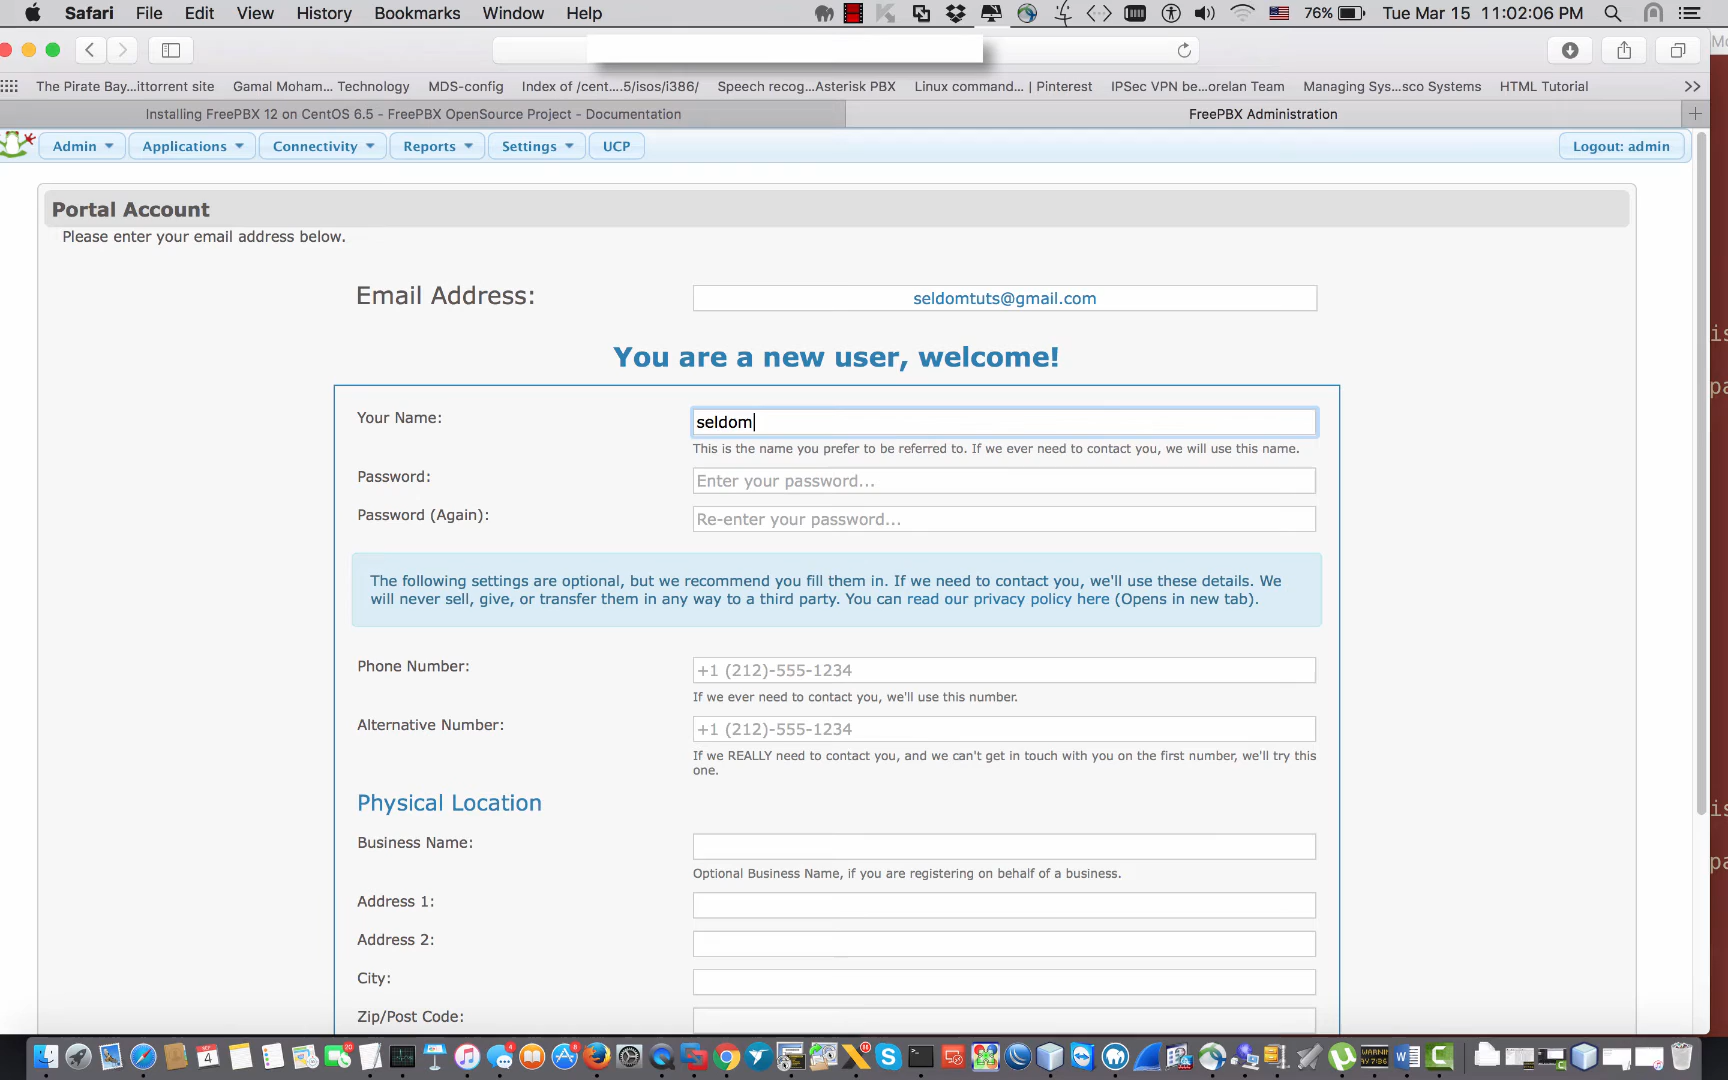 Safari File Edit View History Bookmarks Window Help 76% Tue Mar 15 11:02:06 PM
The Pirate Bay...ittorrent site Gamal Moham... Technology MDS-config Index of /cent....5/isos/i386/ Speech recog...Asterisk PBX Linux command... | Pinterest IPSec VPN be...orelan Team Managing Sys...sco Systems HTML Tutorial
Installing FreePBX 12 on CentOS 6.5 - FreePBX OpenSource Project - Documentation FreePBX Administration
Admin Applications Connectivity Reports Settings UCP Logout: admin
Portal Account
Please enter your email address below.
Email Address: seldomtuts@gmail.com
You are a new user, welcome!
Your Name: seldom
This is the name you prefer to be referred to. If we ever need to contact you, we will use this name.
Password: Enter your password...
Password (Again): Re-enter your password...
The following settings are optional, but we recommend you fill them in. If we need to contact you, we'll use these details. We
will never sell, give, or transfer them in any way to a third party. You can read our privacy policy here (Opens in new tab).
Phone Number: +1 (212)-555-1234
If we ever need to contact you, we'll use this number.
Alternative Number: +1 (212)-555-1234
If we REALLY need to contact you, and we can't get in touch with you on the first number, we'll try this
one.
Physical Location
Business Name:
Optional Business Name, if you are registering on behalf of a business.
Address 1:
Address 2:
City:
Zip/Post Code: